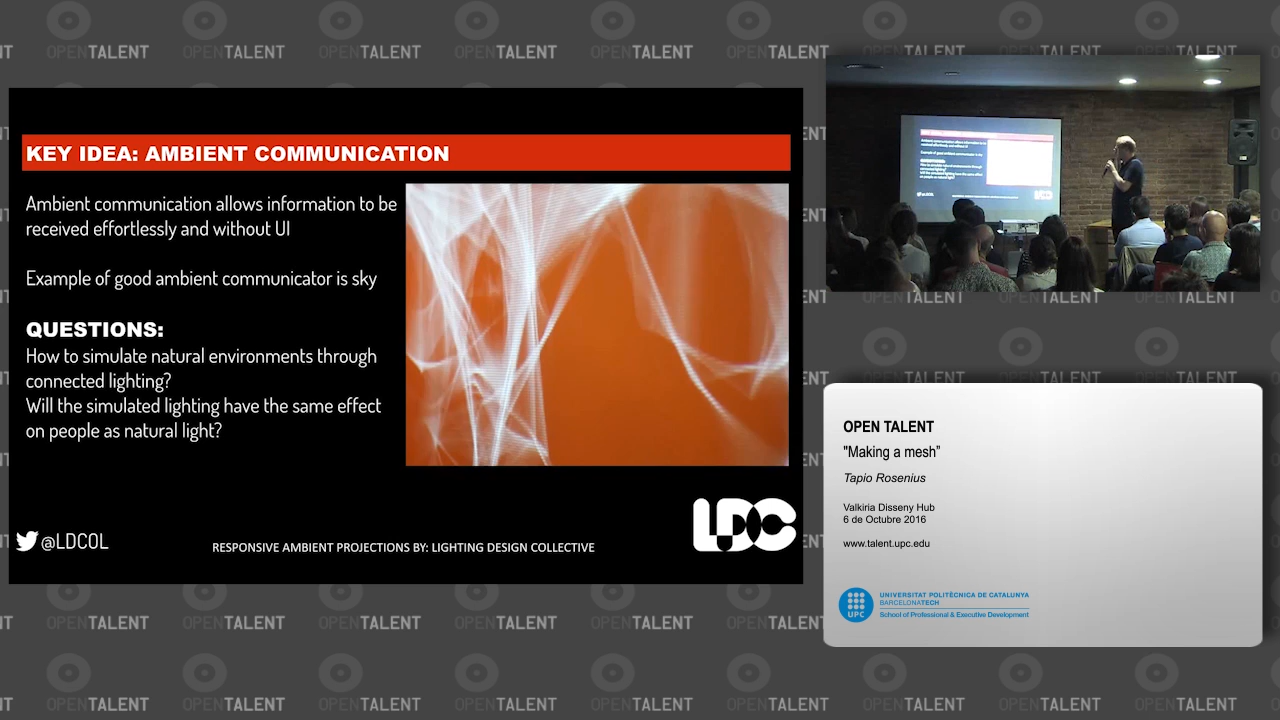 KEY IDEA: AMBIENT COMMUNICATION
Ambient communication allows information to be
received effortlessly and without UI
Example of good ambient communicator is sky
QUESTIONS:
How to simulate natural environments through
connected lighting?
Will the simulated lighting have the same effect
on people as natural light?
@LDCOL
RESPONSIVE AMBIENT PROJECTIONS BY: LIGHTING DESIGN COLLECTIVE
LDC
OPEN TALENT
"Making a mesh"
Tapio Rosenius
Valkiria Disseny Hub
6 de Octubre 2016
www.talent.upc.edu
UPC
UNIVERSITAT POLITÈCNICA DE CATALUNYA
BARCELONATECH
School of Professional & Executive Development
OPENTALENT